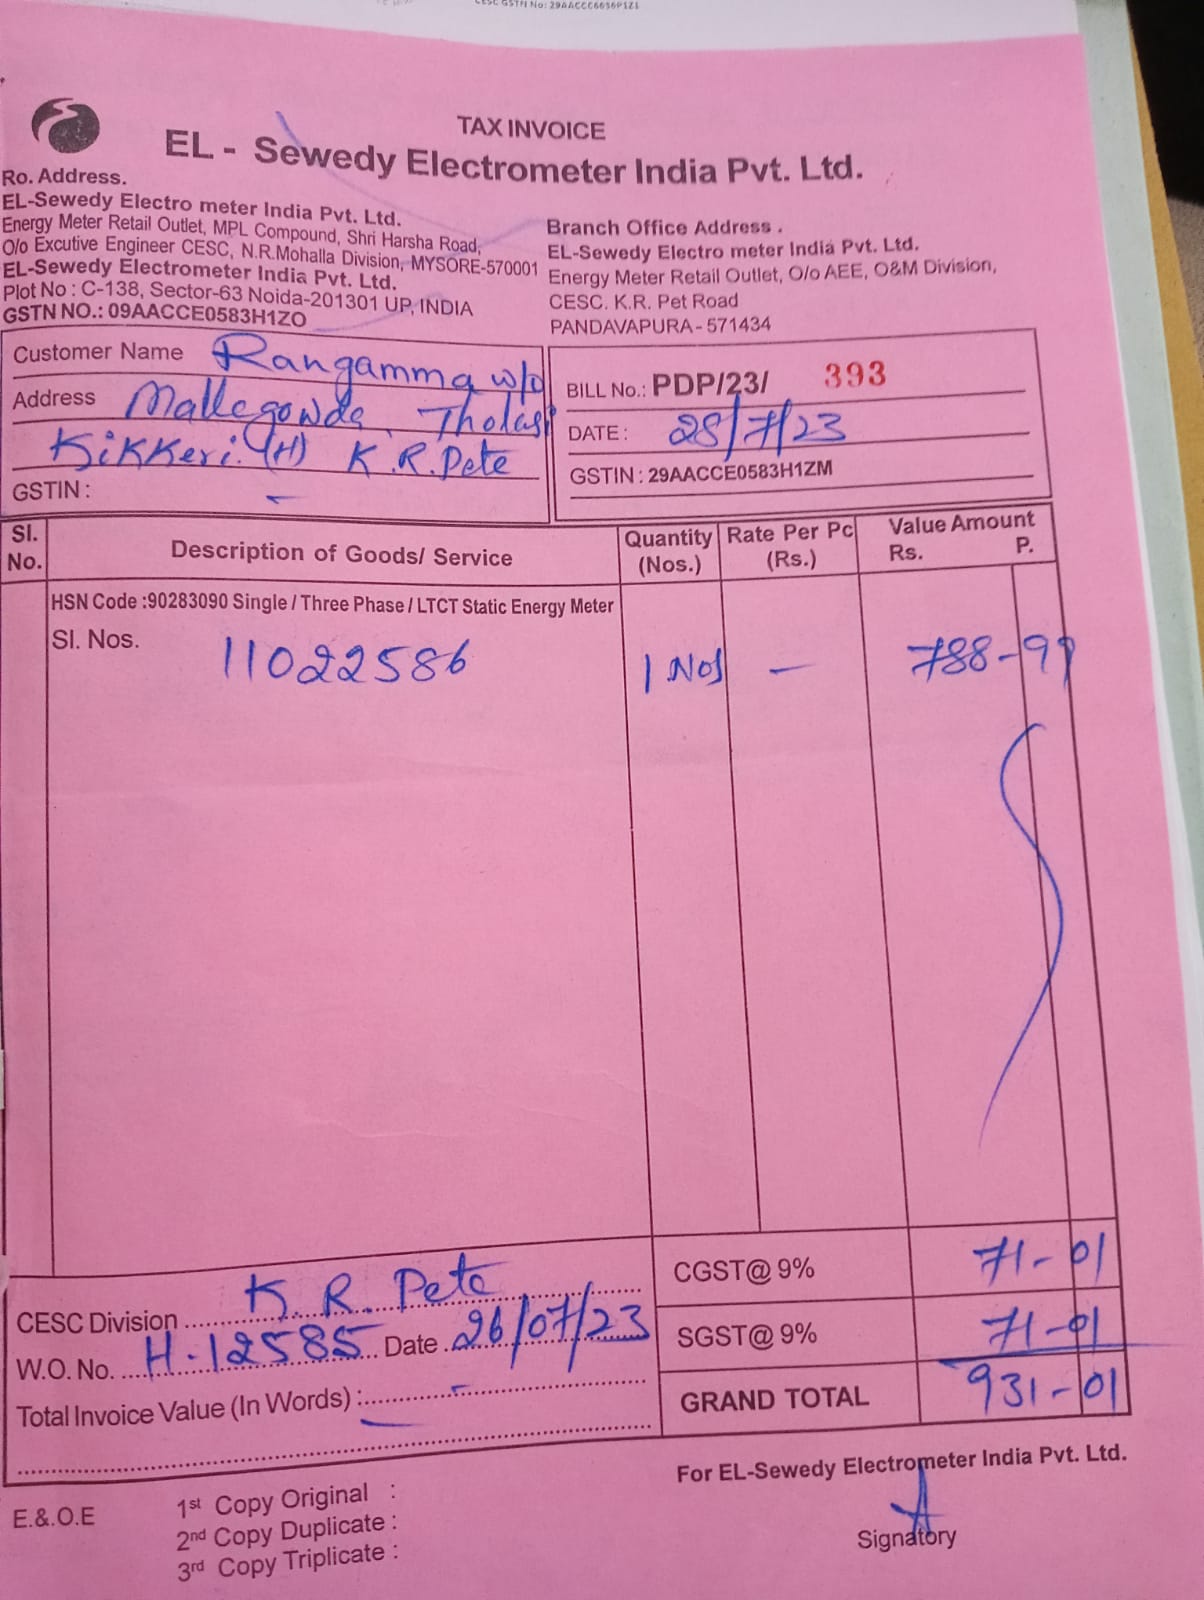 CESC GSTN No: 29AACCC6636P1Z1
TAX INVOICE
EL - Sewedy Electrometer India Pvt. Ltd.
Ro. Address.
EL-Sewedy Electro meter India Pvt. Ltd.
Energy Meter Retail Outlet, MPL Compound, Shri Harsha Road,
O/o Excutive Engineer CESC, N.R.Mohalla Division, MYSORE-570001
EL-Sewedy Electrometer India Pvt. Ltd.
Plot No : C-138, Sector-63 Noida-201301 UP, INDIA
GSTN NO.: 09AACCE0583H1ZO
Branch Office Address .
EL-Sewedy Electro meter India Pvt. Ltd.
Energy Meter Retail Outlet, O/o AEE, O&M Division,
CESC. K.R. Pet Road
PANDAVAPURA - 571434
Customer Name Rangamma w/o
Address Mallegowda, Tholasi
Kikkeri. (H) K.R.Pete
GSTIN : -
BILL No.: PDP/23/ 393
DATE : 28/7/23
GSTIN : 29AACCE0583H1ZM
Sl. No. Description of Goods/ Service Quantity (Nos.) Rate Per Pc (Rs.) Value Amount Rs. P.
HSN Code :90283090 Single / Three Phase / LTCT Static Energy Meter
Sl. Nos. 11022586 1 Nos - 788-99
CGST@ 9% 71-01
SGST@ 9% 71-01
GRAND TOTAL 931-01
CESC Division K. R. Pete
W.O. No. H-12585 Date 26/07/23
Total Invoice Value (In Words) : -
For EL-Sewedy Electrometer India Pvt. Ltd.
Signatory
E.&.O.E
1st Copy Original :
2nd Copy Duplicate :
3rd Copy Triplicate :